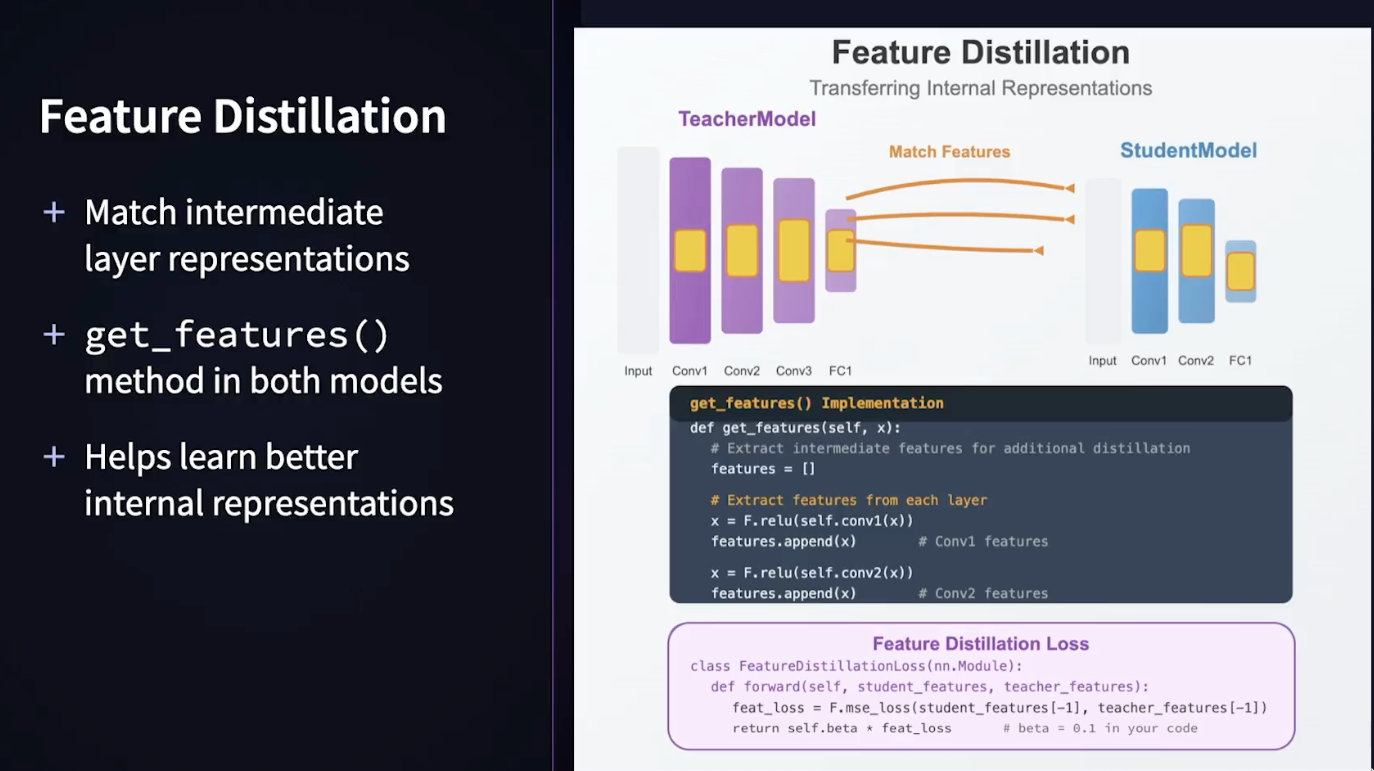 Feature Distillation
+ Match intermediate
layer representations
+ get_features()
method in both models
+ Helps learn better
internal representations
Feature Distillation
Transferring Internal Representations
TeacherModel
Match Features
StudentModel
Input Conv1 Conv2 Conv3 FC1
Input Conv1 Conv2 FC1
get_features() Implementation
def get_features(self, x):
# Extract intermediate features for additional distillation
features = []
# Extract features from each layer
x = F.relu(self.conv1(x))
features.append(x) # Conv1 features
x = F.relu(self.conv2(x))
features.append(x) # Conv2 features
Feature Distillation Loss
class FeatureDistillationLoss(nn.Module):
def forward(self, student_features, teacher_features):
feat_loss = F.mse_loss(student_features[-1], teacher_features[-1])
return self.beta * feat_loss # beta = 0.1 in your code